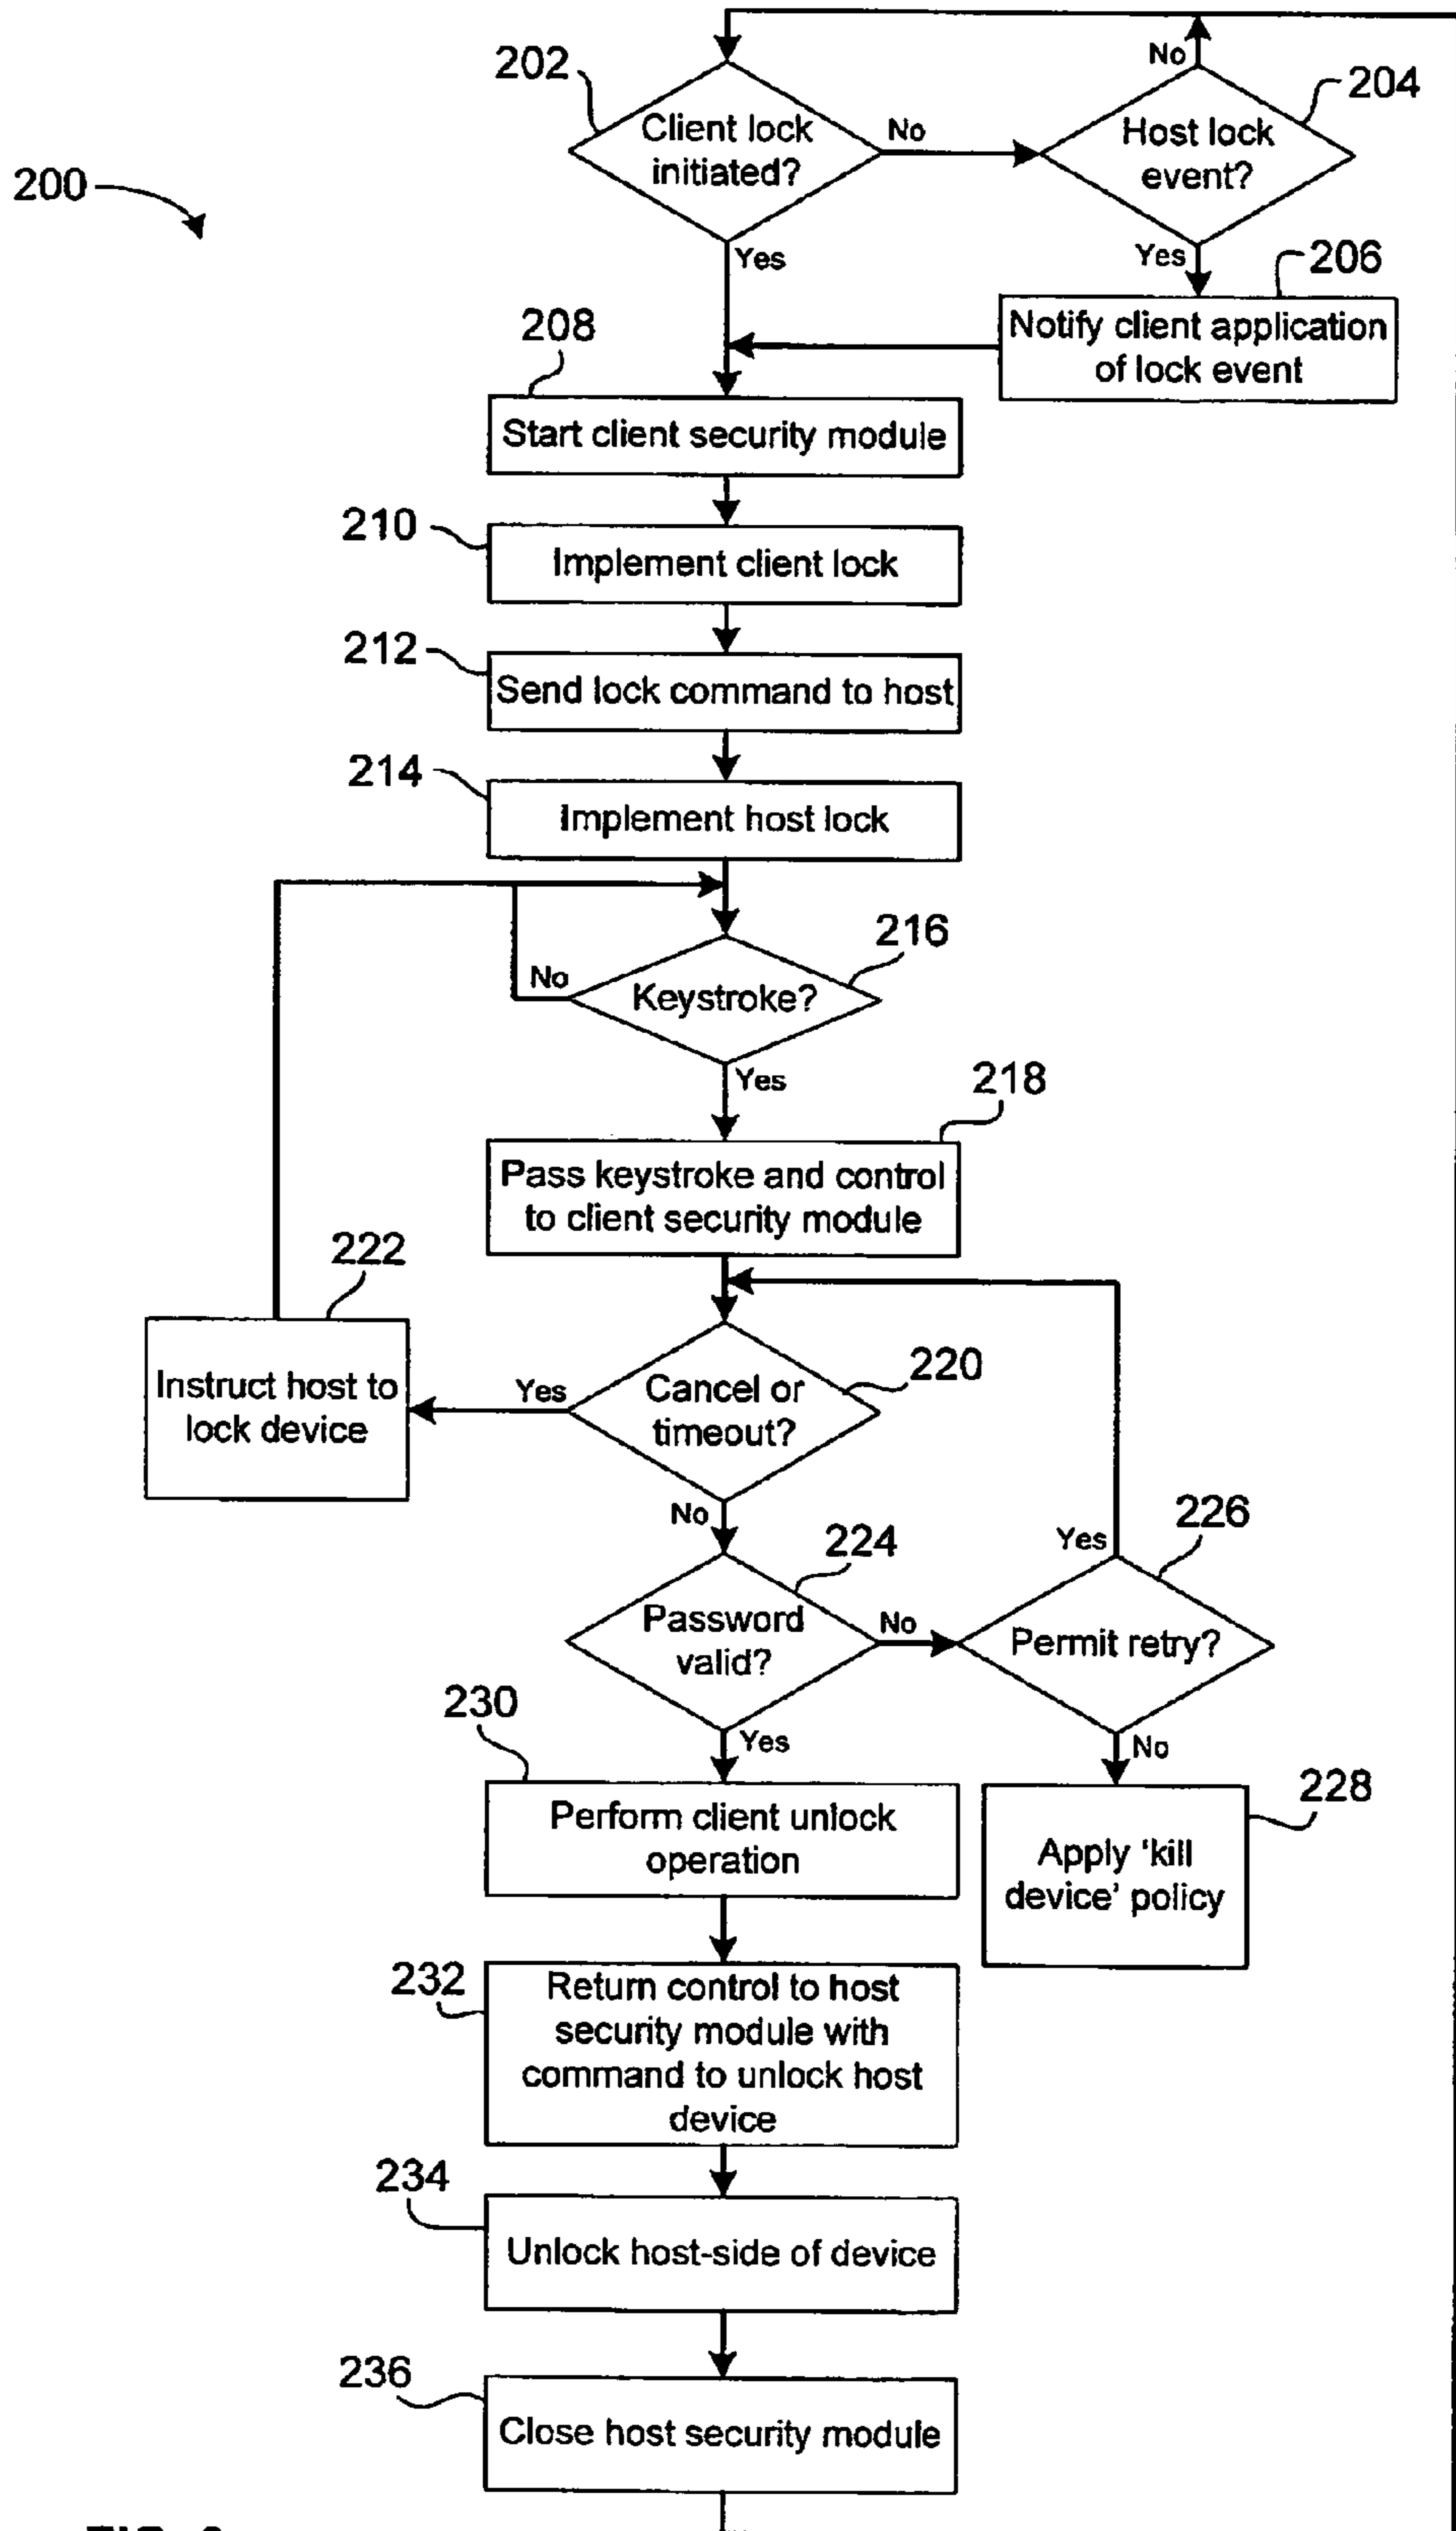 202
Client lock
initiated?
No
No
Host lock
event?
204
200
Yes
Yes
206
Notify client application
of lock event
208
Start client security module
210
Implement client lock
212
Send lock command to host
214
Implement host lock
216
No
Keystroke?
Yes
218
Pass keystroke and control
to client security module
222
Instruct host to
lock device
Yes
Cancel or
timeout?
220
No
224
Password
valid?
No
Yes
226
Permit retry?
Yes
No
228
Apply ‘kill
device’ policy
230
Perform client unlock
operation
232
Return control to host
security module with
command to unlock host
device
234
Unlock host-side of device
236
Close host security module